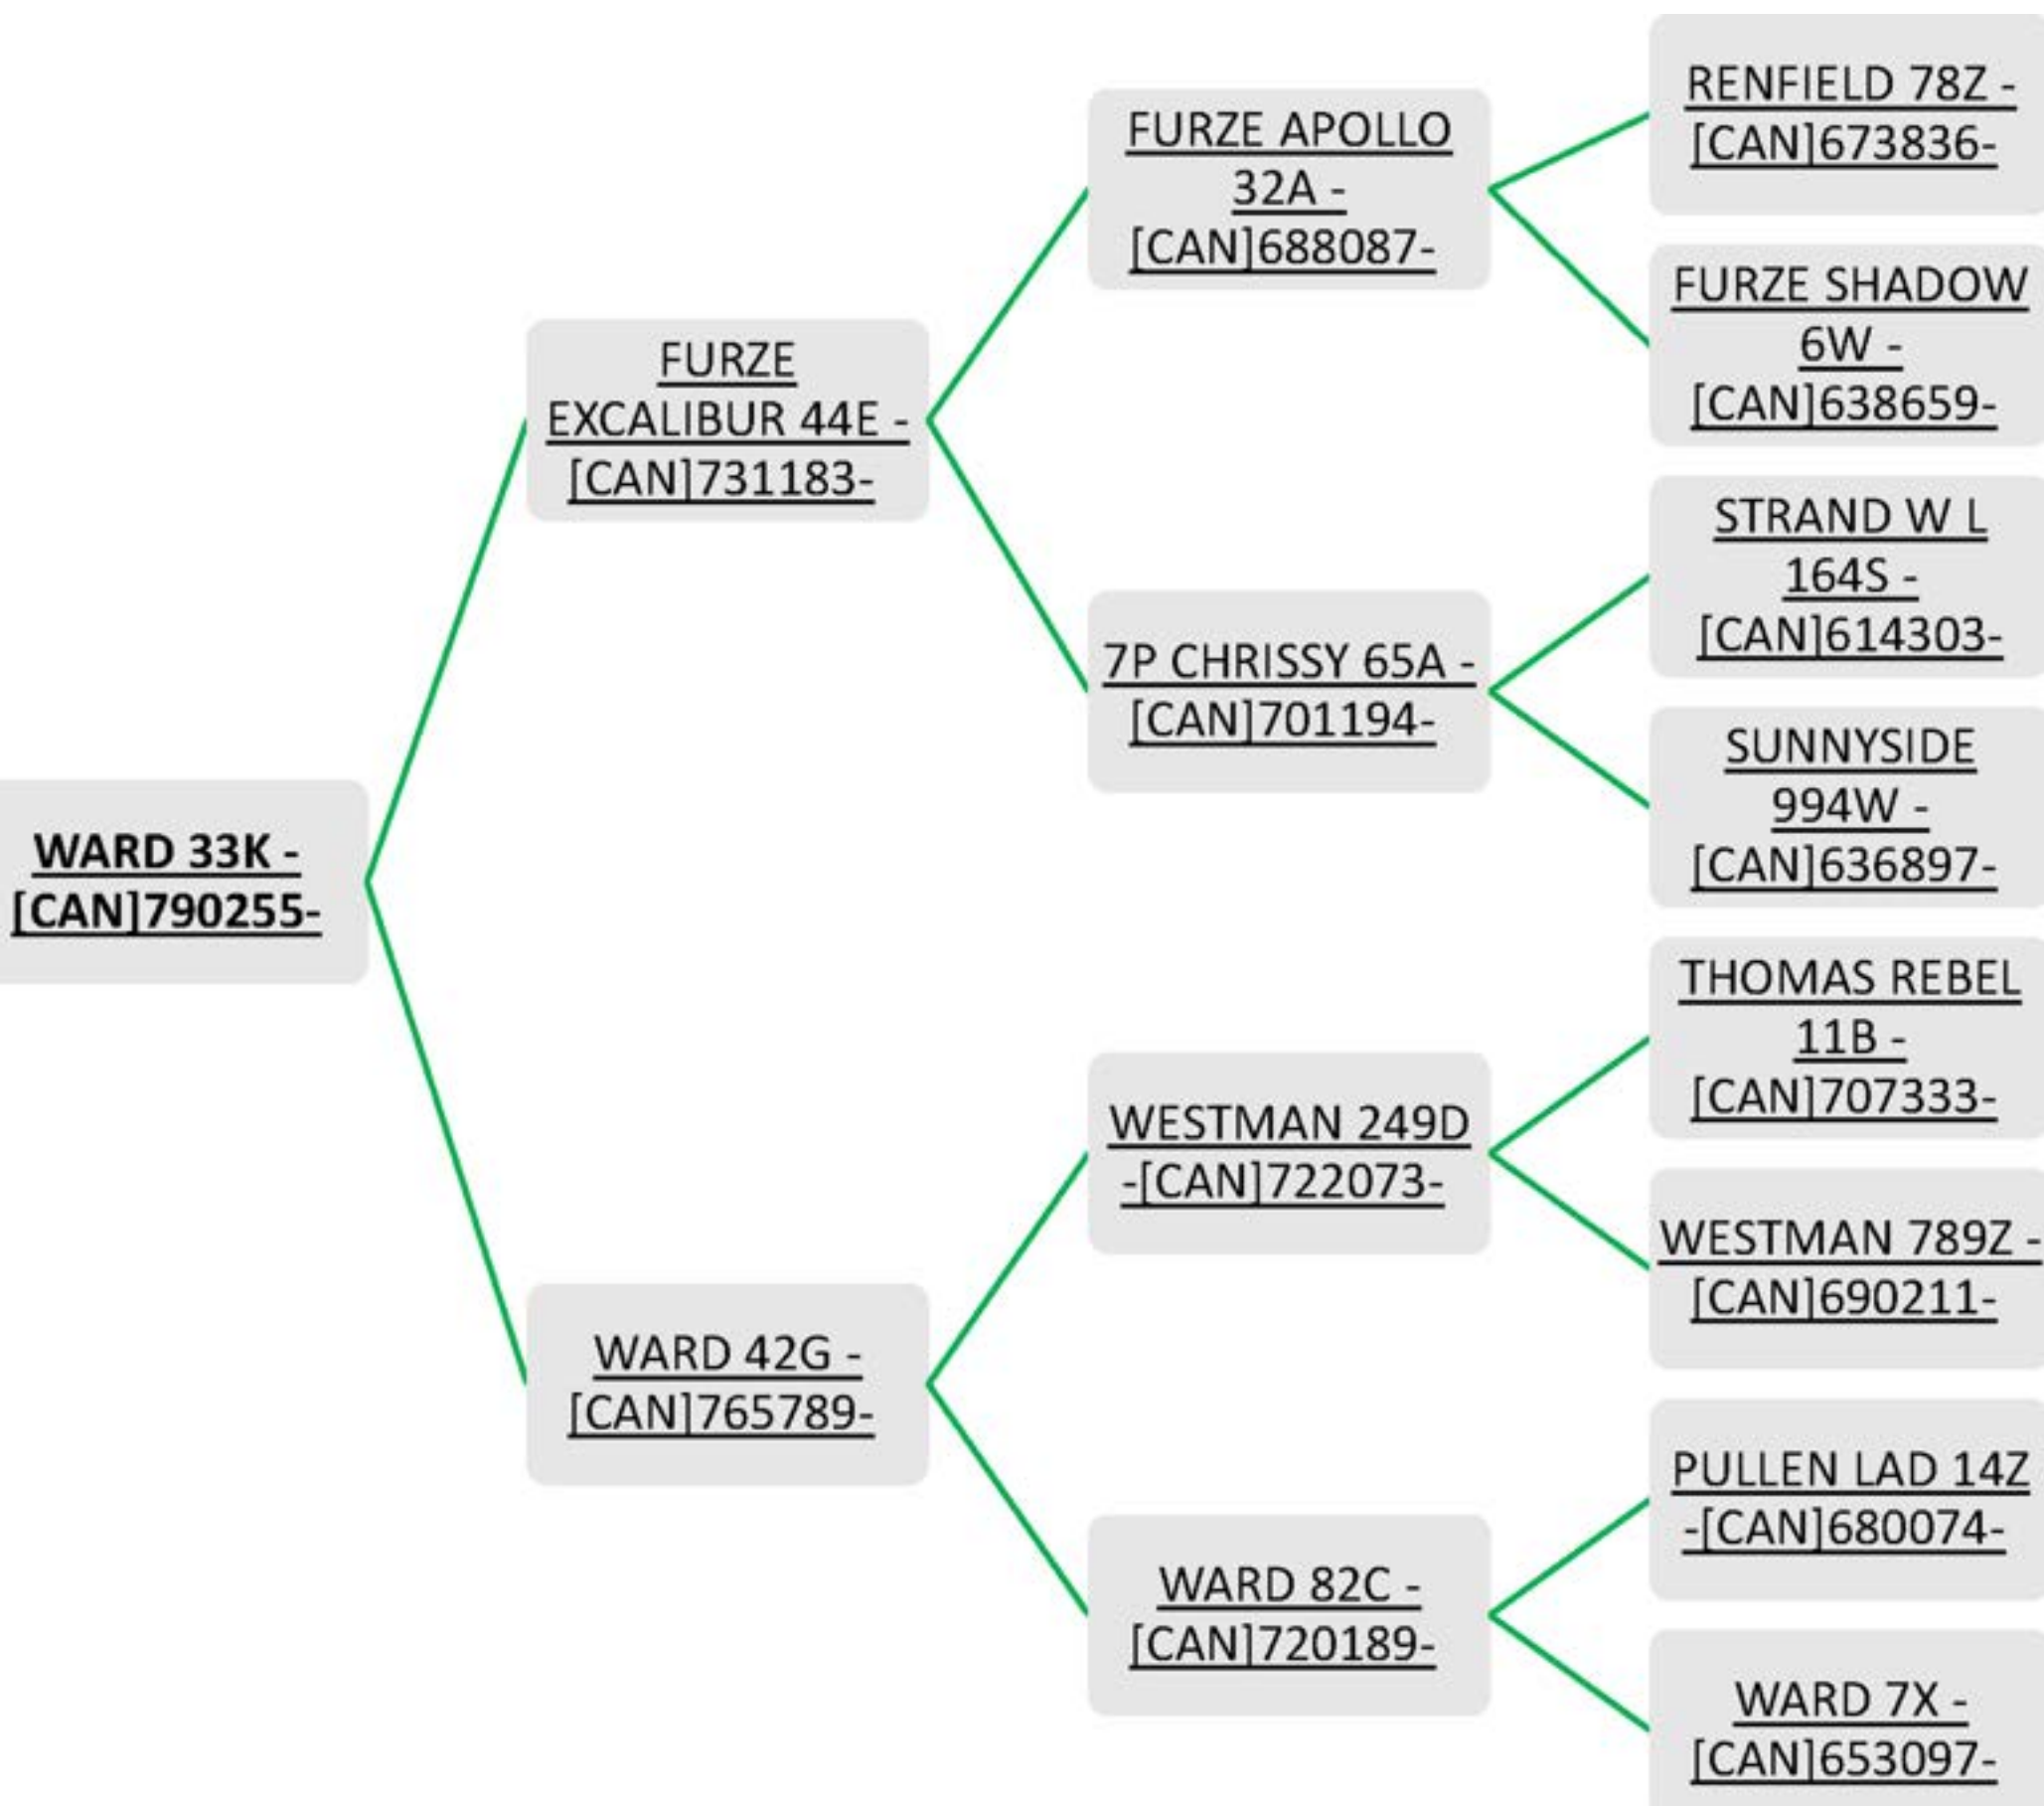 WARD 33K -
[CAN]790255-
FURZE
EXCALIBUR 44E -
[CAN]731183-
WARD 42G -
[CAN]765789-
FURZE APOLLO
32A -
[CAN]688087-
7P CHRISSY 65A -
[CAN]701194-
WESTMAN 249D
-[CAN]722073-
WARD 82C -
[CAN]720189-
RENFIELD 78Z -
[CAN]673836-
FURZE SHADOW
6W -
[CAN]638659-
STRAND W L
164S -
[CAN]614303-
SUNNYSIDE
994W -
[CAN]636897-
THOMAS REBEL
11B -
[CAN]707333-
WESTMAN 789Z -
[CAN]690211-
PULLEN LAD 14Z
-[CAN]680074-
WARD 7X -
[CAN]653097-